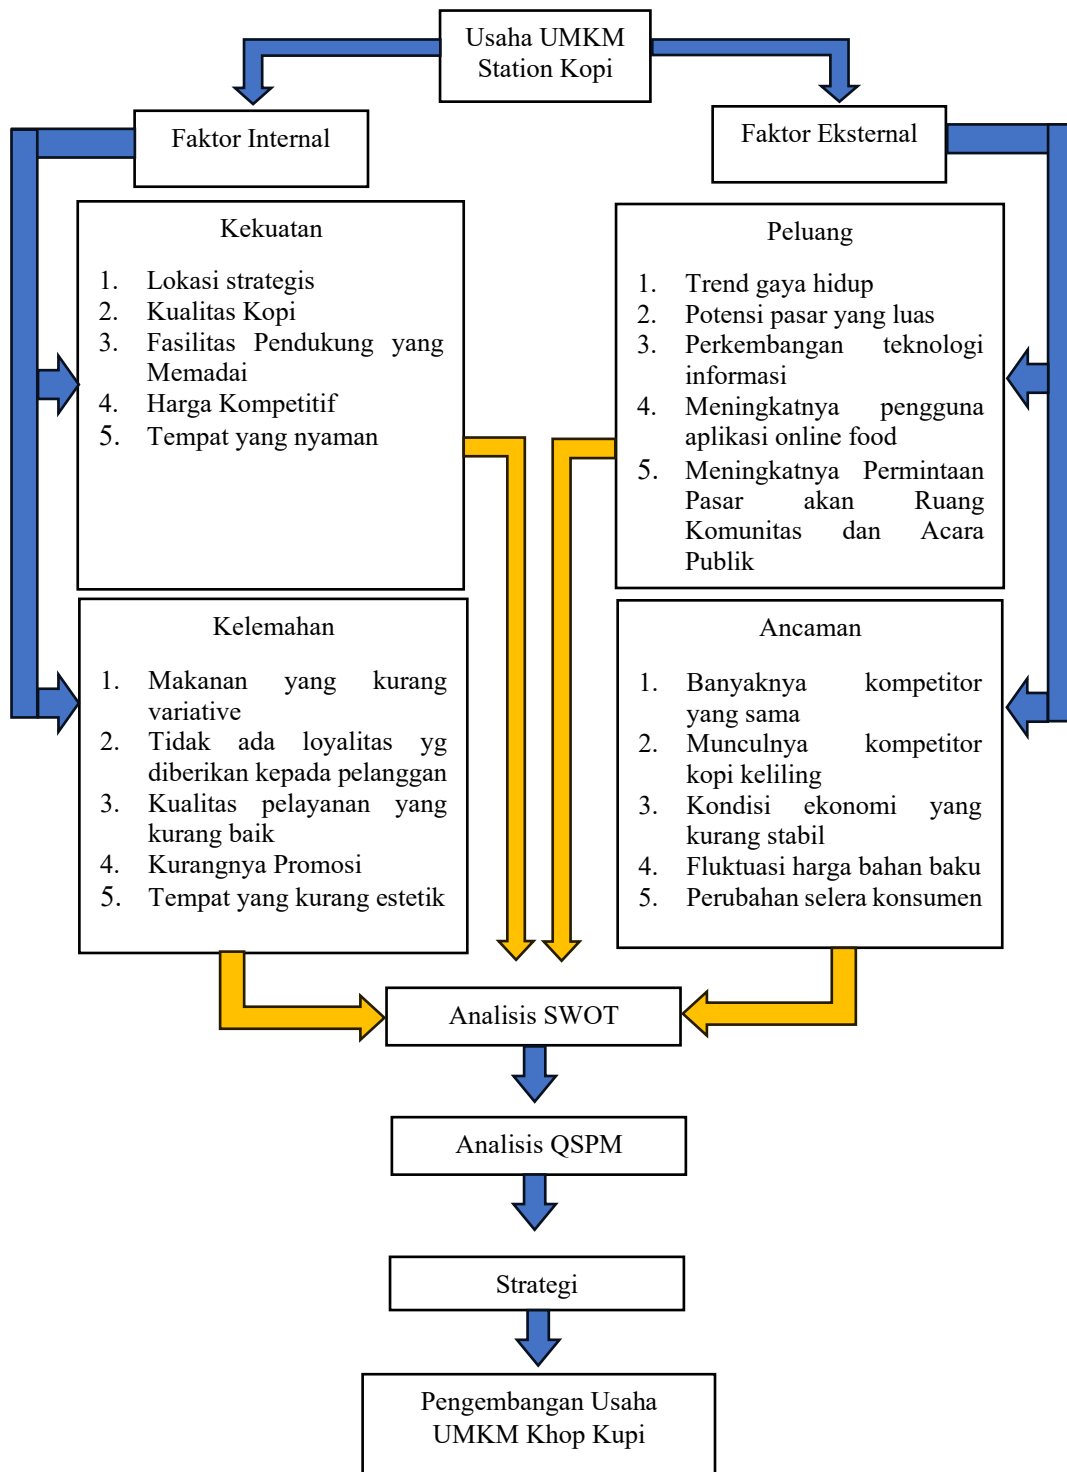 Usaha UMKM
Station Kopi
Faktor Internal
Faktor Eksternal
Kekuatan
1. Lokasi strategis
2. Kualitas Kopi
3. Fasilitas Pendukung yang
Memadai
4. Harga Kompetitif
5. Tempat yang nyaman
Peluang
1. Trend gaya hidup
2. Potensi pasar yang luas
3. Perkembangan teknologi
informasi
4. Meningkatnya pengguna
aplikasi online food
5. Meningkatnya Permintaan
Pasar akan Ruang
Komunitas dan Acara
Publik
Kelemahan
1. Makanan yang kurang
variative
2. Tidak ada loyalitas yg
diberikan kepada pelanggan
3. Kualitas pelayanan yang
kurang baik
4. Kurangnya Promosi
5. Tempat yang kurang estetik
Ancaman
1. Banyaknya kompetitor
yang sama
2. Munculnya kompetitor
kopi keliling
3. Kondisi ekonomi yang
kurang stabil
4. Fluktuasi harga bahan baku
5. Perubahan selera konsumen
Analisis SWOT
Analisis QSPM
Strategi
Pengembangan Usaha
UMKM Khop Kupi